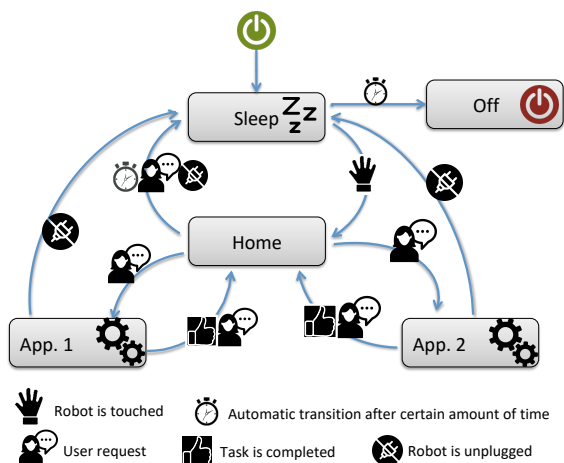 Sleep
Off
Home
App. 1
App. 2
Robot is touched
Automatic transition after certain amount of time
User request
Task is completed
Robot is unplugged